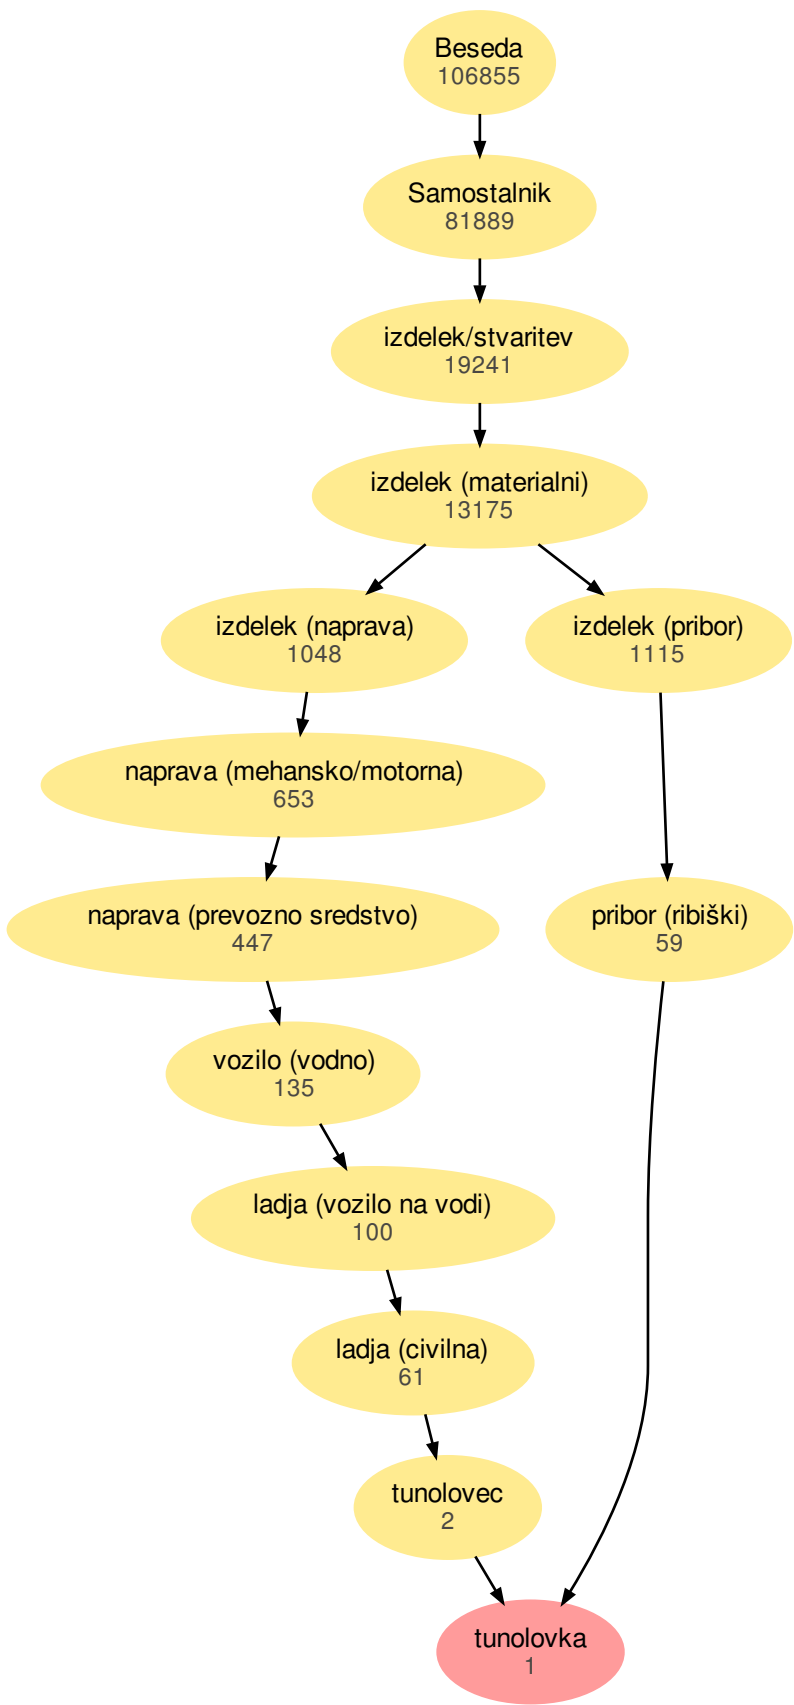 Beseda
106855
Samostalnik
81889
izdelek/stvaritev
19241
izdelek (materialni)
13175
izdelek (naprava)
1048
izdelek (pribor)
1115
naprava (mehansko/motorna)
653
naprava (prevozno sredstvo)
447
pribor (ribiški)
59
vozilo (vodno)
135
ladja (vozilo na vodi)
100
ladja (civilna)
61
tunolovec
2
tunolovka
1